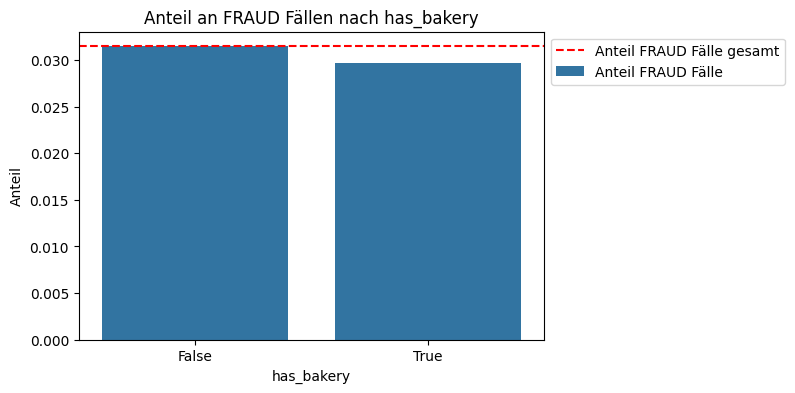 Anteil an FRAUD Fällen nach has_bakery
Anteil FRAUD Fälle gesamt
Anteil FRAUD Fälle
Anteil
0.030
0.025
0.020
0.015
0.010
0.005
0.000
False
True
has_bakery